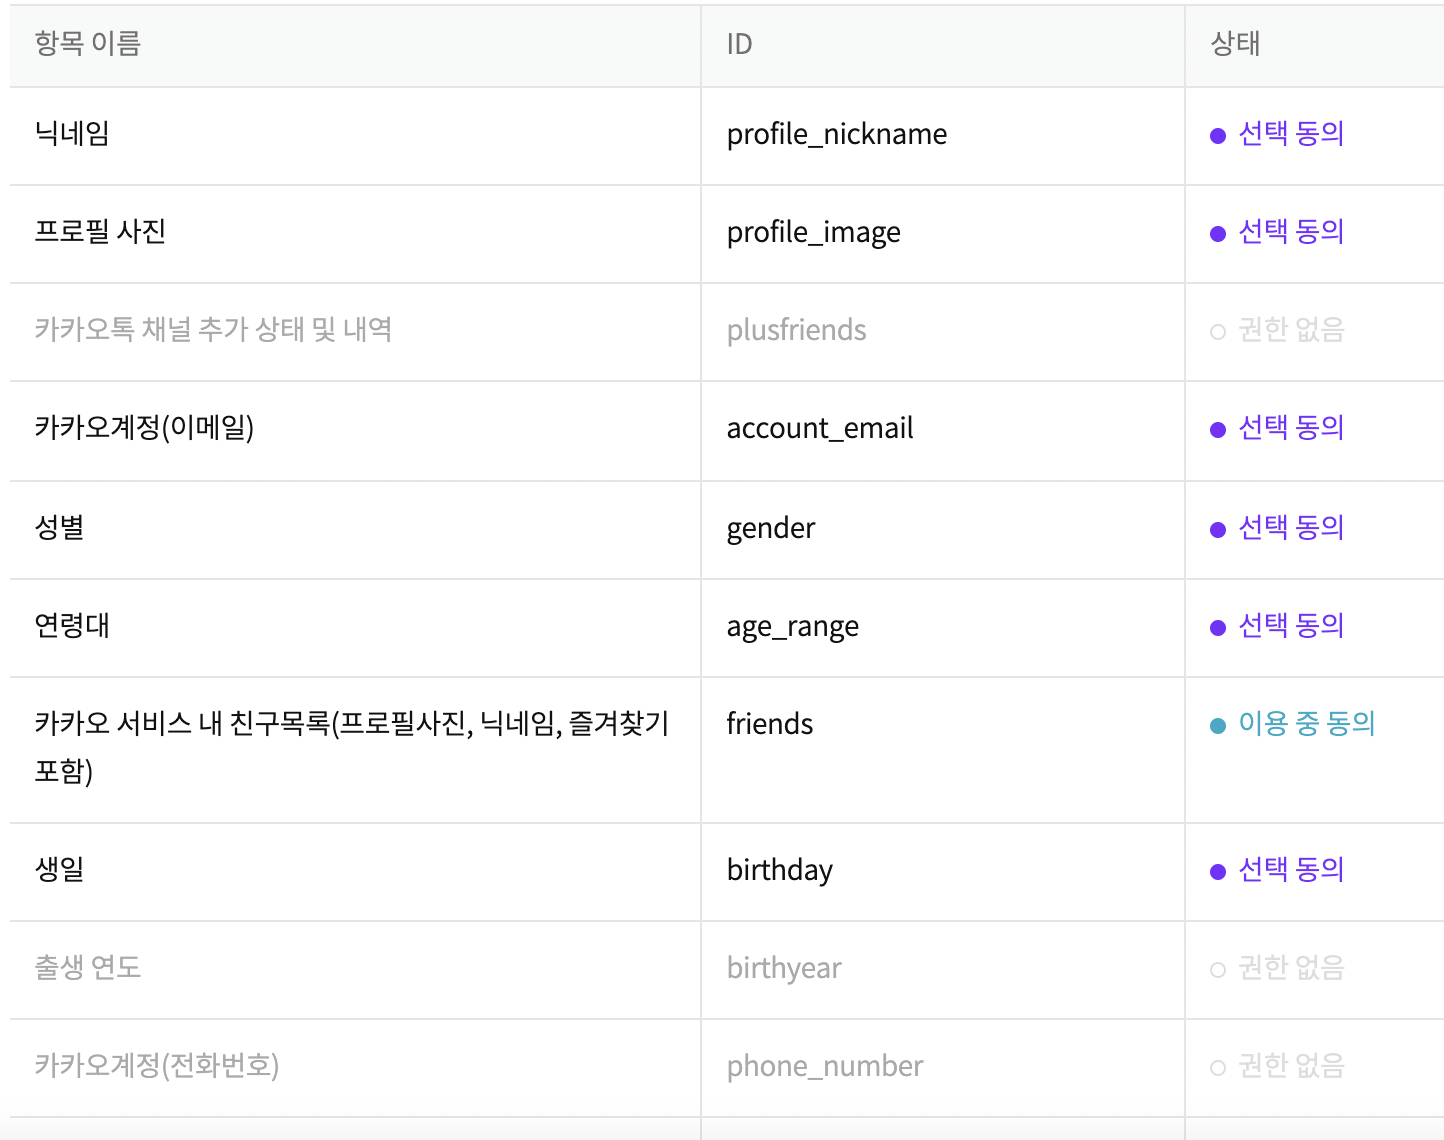 항목 이름 ID 상태
닉네임 profile_nickname 선택 동의
프로필 사진 profile_image 선택 동의
카카오톡 채널 추가 상태 및 내역 plusfriends 권한 없음
카카오계정(이메일) account_email 선택 동의
성별 gender 선택 동의
연령대 age_range 선택 동의
카카오 서비스 내 친구목록(프로필사진, 닉네임, 즐겨찾기 friends 이용 중 동의
포함)
생일 birthday 선택 동의
출생 연도 birthyear 권한 없음
카카오계정(전화번호) phone_number 권한 없음